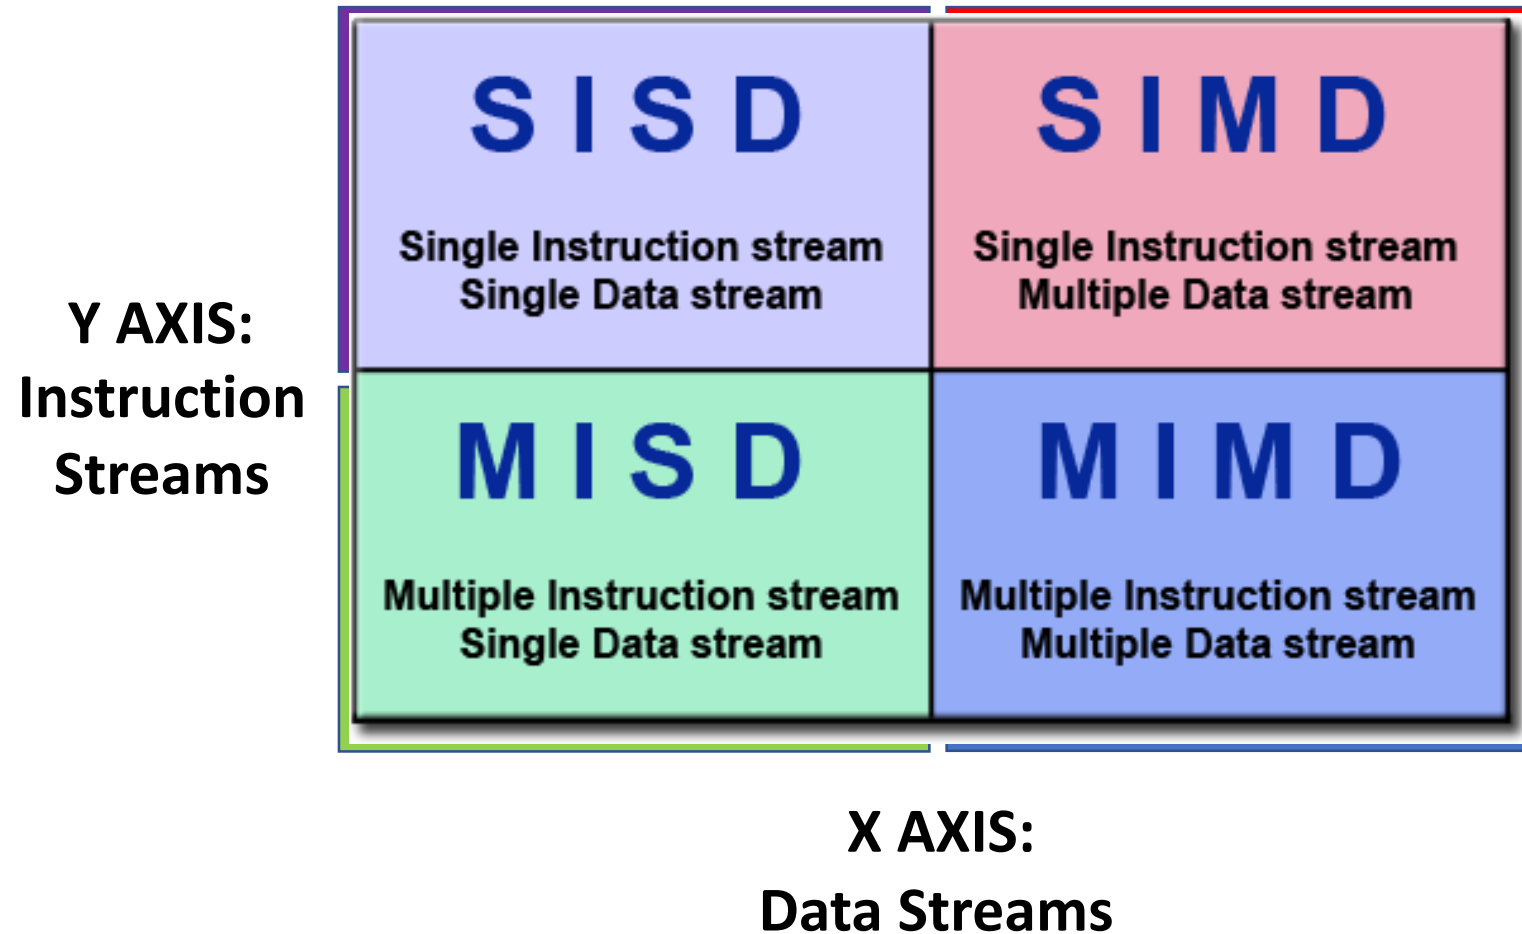 S I S D
Single Instruction stream
Single Data stream
S I M D
Single Instruction stream
Multiple Data stream
Y AXIS:
Instruction
Streams
M I S D
Multiple Instruction stream
Single Data stream
M I M D
Multiple Instruction stream
Multiple Data stream
X AXIS:
Data Streams